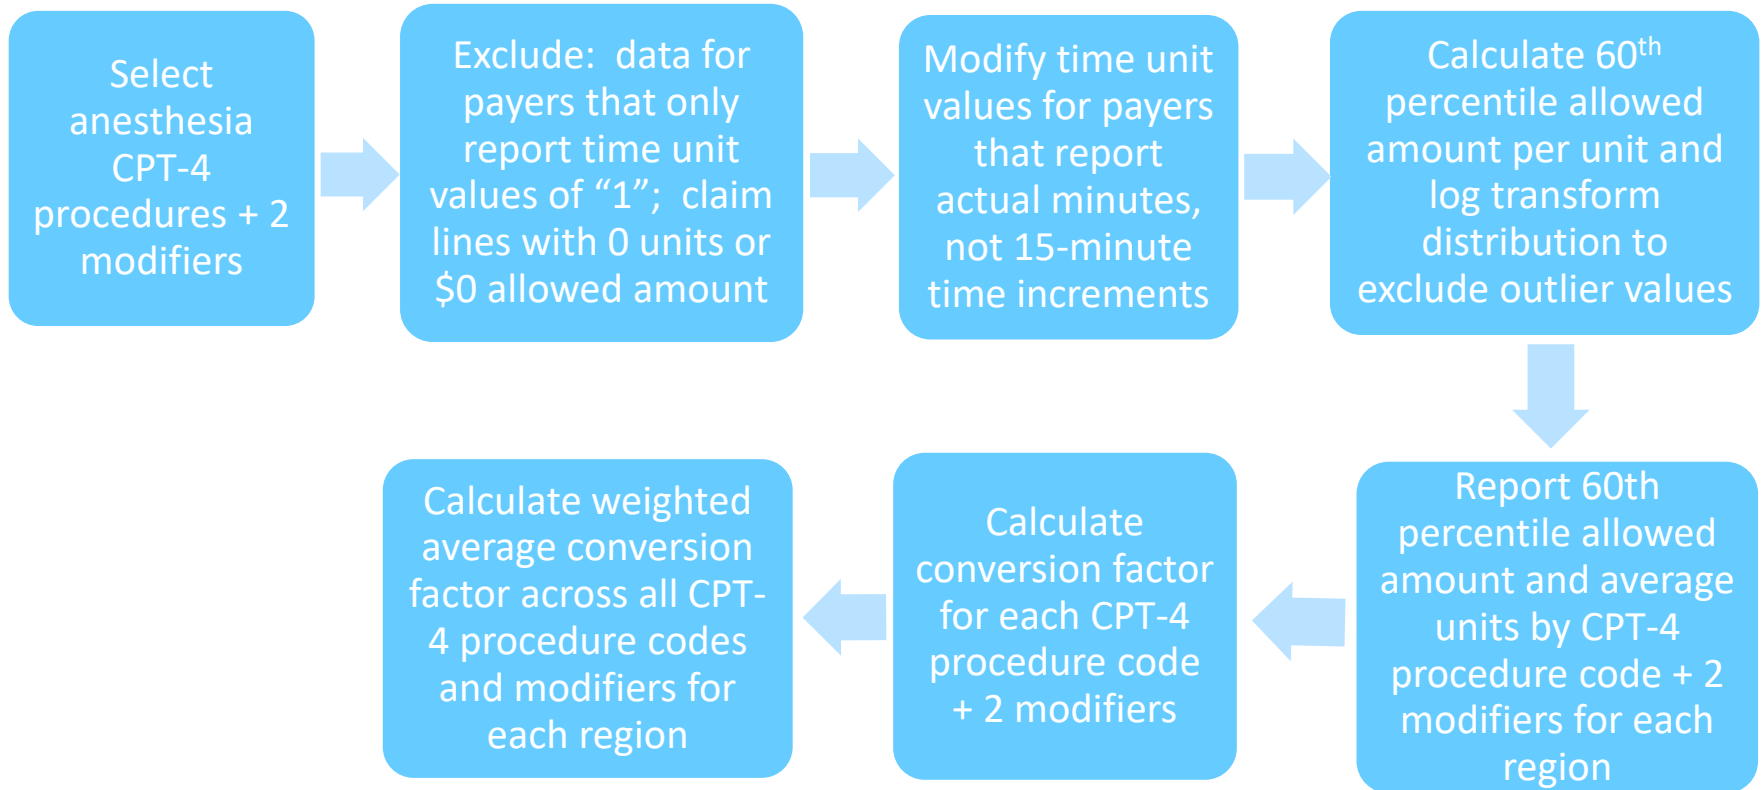 Select
anesthesia
CPT-4
procedures + 2
modifiers
Exclude:  data for
payers that only
report time unit
values of “1”;  claim
lines with 0 units or
$0 allowed amount
Modify time unit
values for payers
that report
actual minutes,
not 15-minute
time increments
Calculate 60th
percentile allowed
amount per unit and
log transform
distribution to
exclude outlier values
Report 60th
percentile allowed
amount and average
units by CPT-4
procedure code + 2
modifiers for each
region
Calculate
conversion factor
for each CPT-4
procedure code
+ 2 modifiers
Calculate weighted
average conversion
factor across all CPT-
4 procedure codes
and modifiers for
each region